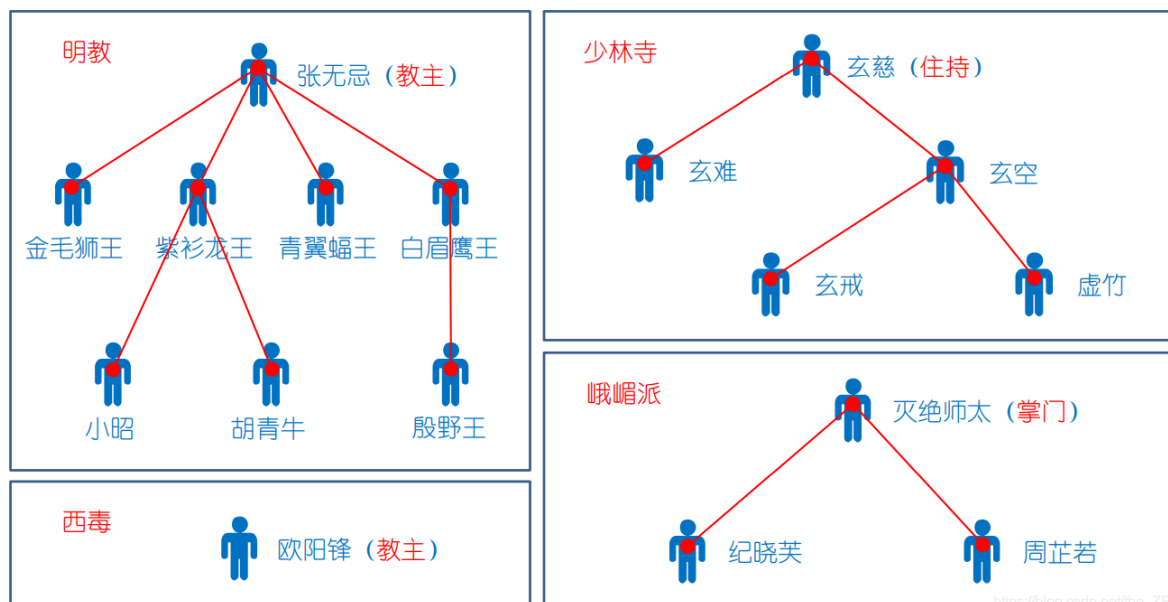 明教
张无忌（教主）
金毛狮王
紫衫龙王
青翼蝠王
白眉鹰王
小昭
胡青牛
殷野王
西毒
欧阳锋（教主）
少林寺
玄慈（住持）
玄难
玄空
玄戒
虚竹
峨嵋派
灭绝师太（掌门）
纪晓芙
周芷若